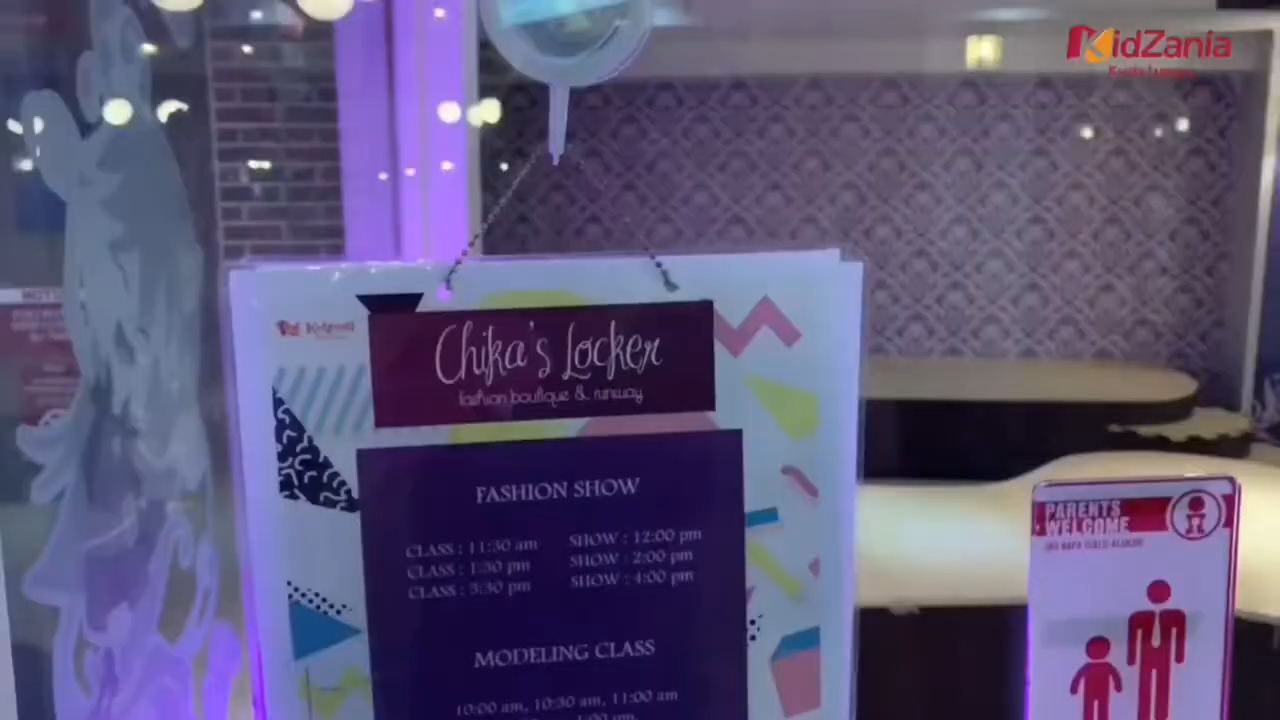 KidZania
Kuala Lumpur
Chika's Locker
fashion boutique & runway
FASHION SHOW
CLASS : 11:30 am SHOW : 12:00 pm
CLASS : 1:30 pm SHOW : 2:00 pm
CLASS : 3:30 pm SHOW : 4:00 pm
MODELING CLASS
10:00 am, 10:30 am, 11:00 am
PARENTS
WELCOME